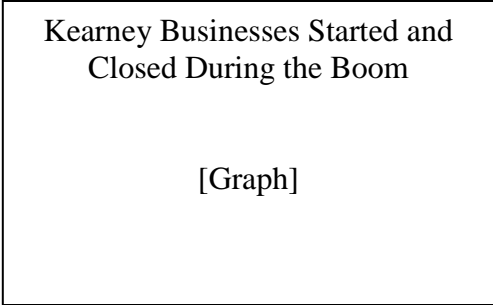 Kearney Businesses Started and
Closed During the Boom
[Graph]